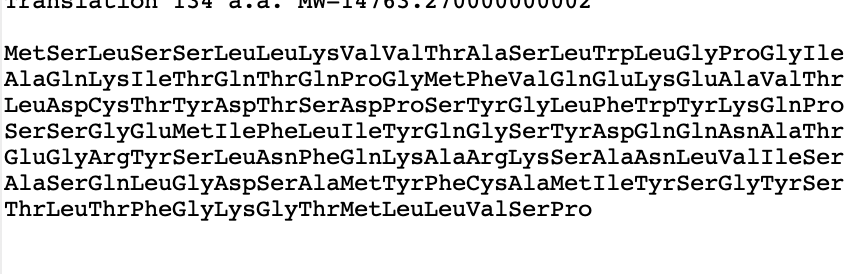 Translation 134 a.a. MW=14763.270000000002
MetSerLeuSerSerLeuLeuLysValValThrAlaSerLeuTrpLeuGlyProGlyIle
AlaGlnLysIleThrGlnThrGlnProGlyMetPheValGlnGluLysGluAlaValThr
LeuAspCysThrTyrAspThrSerAspProSerTyrGlyLeuPheTrpTyrLysGlnPro
SerSerGlyGluMetIlePheLeuIleTyrGlnGlySerTyrAspGlnGlnAsnAlaThr
GluGlyArgTyrSerLeuAsnPheGlnLysAlaArgLysSerAlaAsnLeuValIleSer
AlaSerGlnLeuGlyAspSerAlaMetTyrPheCysAlaMetIleTyrSerGlyTyrSer
ThrLeuThrPheGlyLysGlyThrMetLeuLeuValSerPro